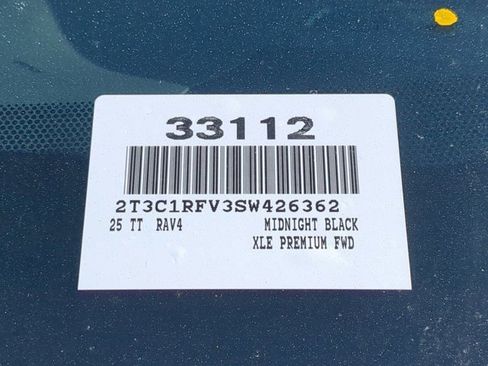 33112
2T3C1RFV3SW426362
25 TT RAV4 MIDNIGHT BLACK
XLE PREMIUM FWD